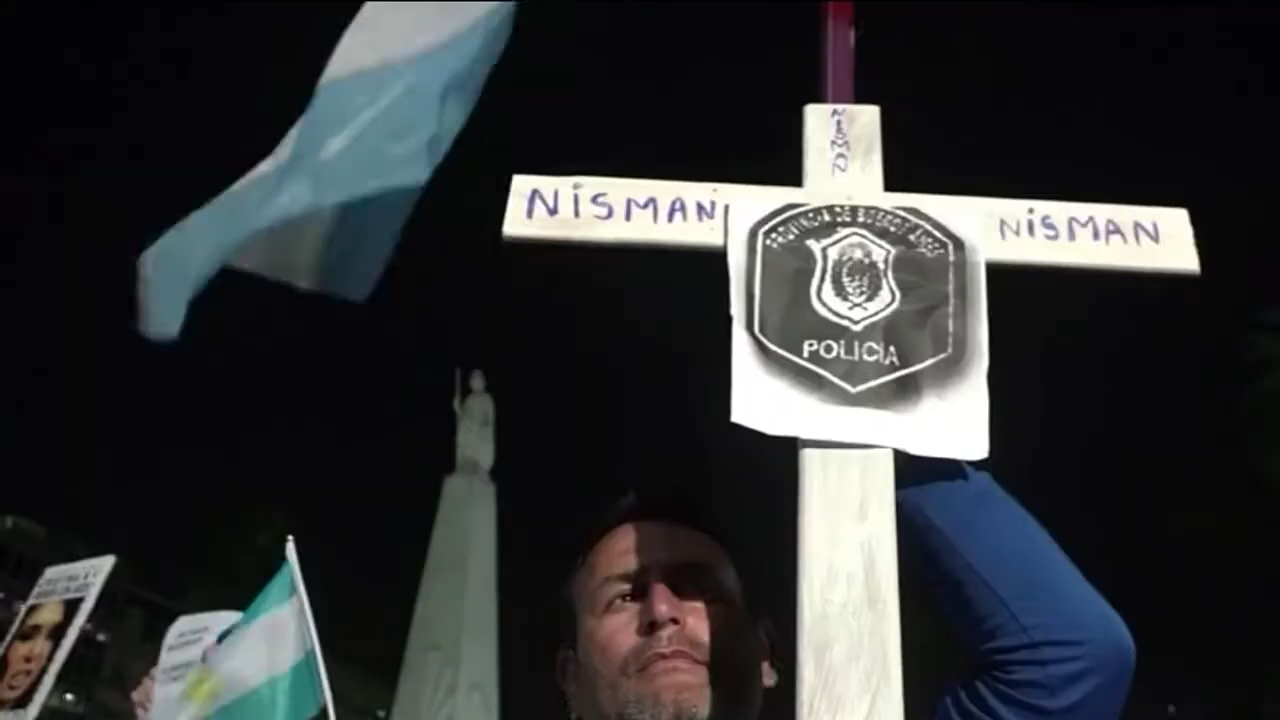 NISMAN
NISMAN
NISMAN
PROVINCIA DE BUENOS AIRES
POLICIA